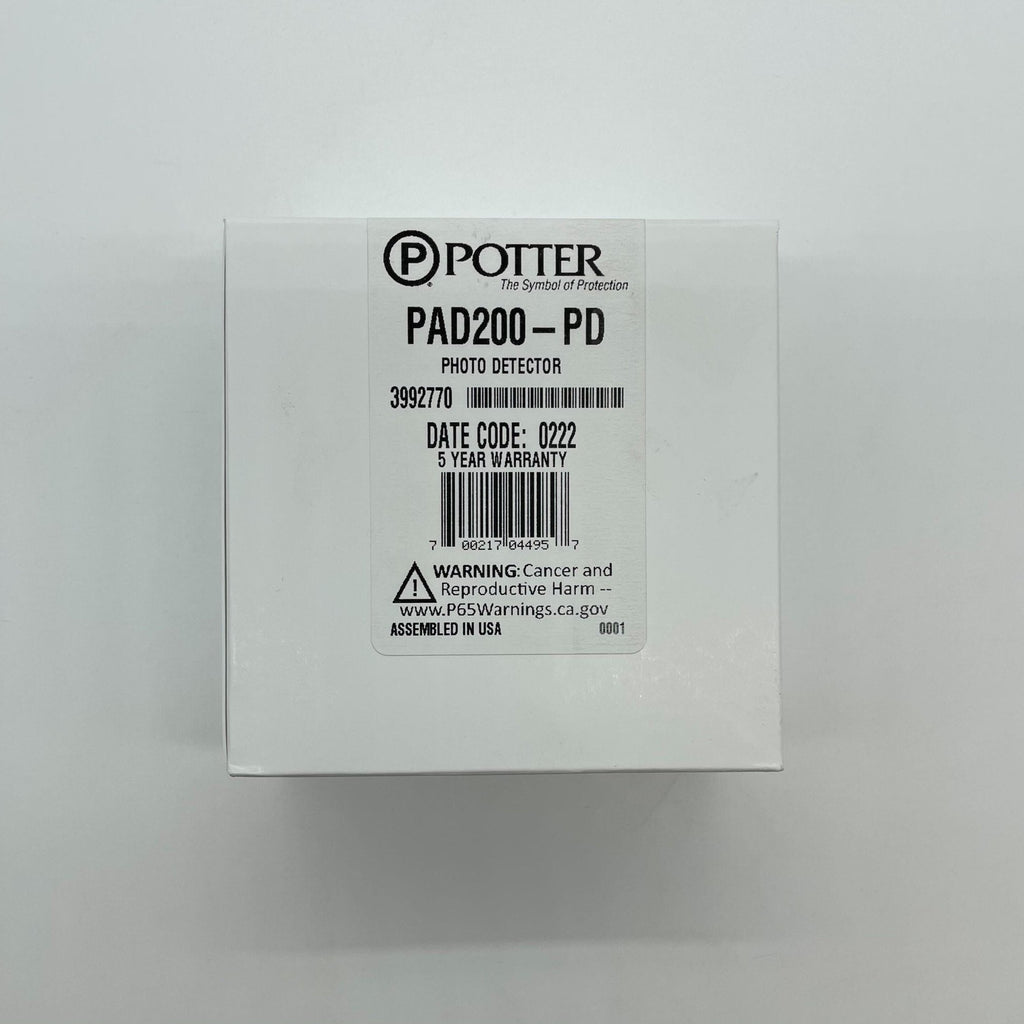 P POTTER
The Symbol of Protection
PAD200 – PD
PHOTO DETECTOR
3992770
DATE CODE: 0222
5 YEAR WARRANTY
7 00217 04495 7
WARNING: Cancer and
Reproductive Harm --
www.P65Warnings.ca.gov
ASSEMBLED IN USA 0001